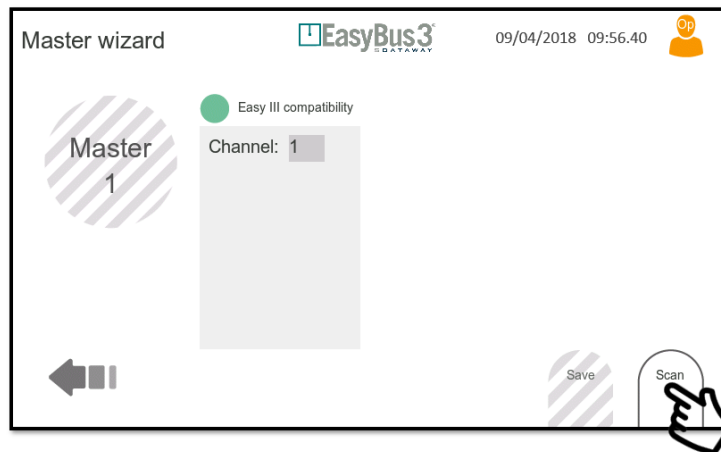 Master wizard
EasyBus3
DATAWAY
09/04/2018 09:56.40
Op
Easy III compatibility
Master
1
Channel: 1
Save
Scan